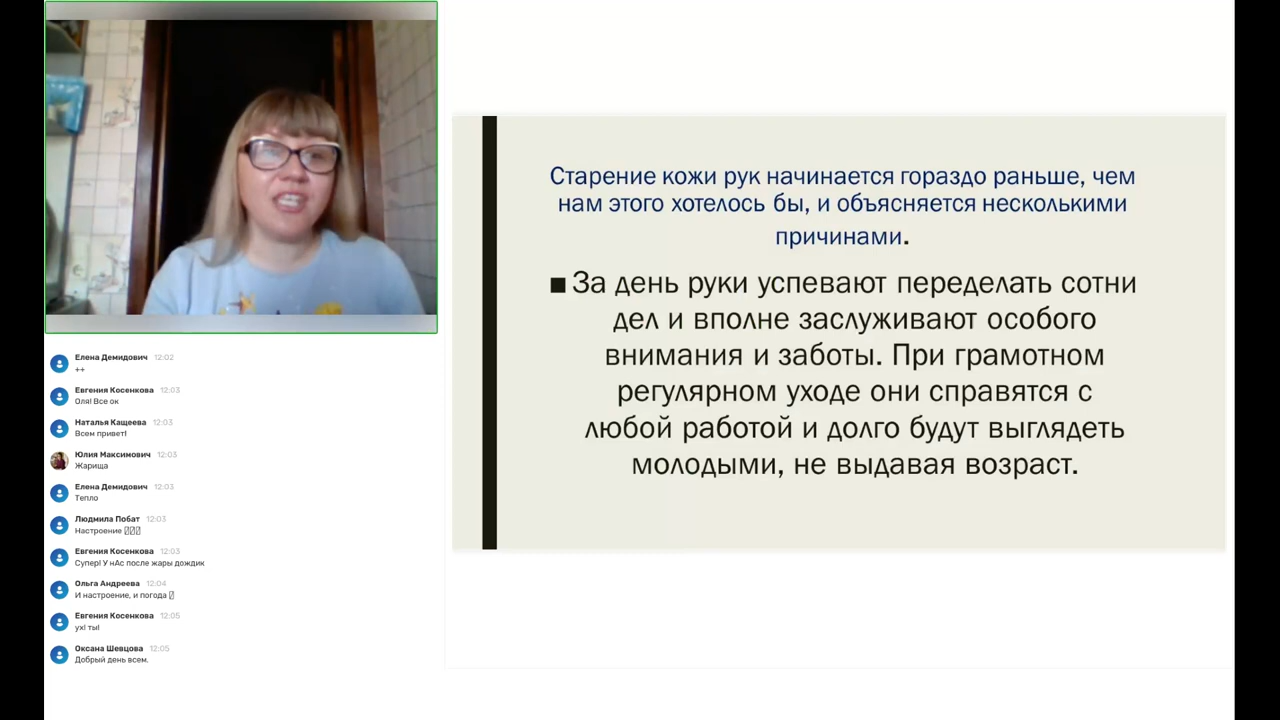 Старение кожи рук начинается гораздо раньше, чем
нам этого хотелось бы, и объясняется несколькими
причинами.
■ За день руки успевают переделать сотни
дел и вполне заслуживают особого
внимания и заботы. При грамотном
регулярном уходе они справятся с
любой работой и долго будут выглядеть
молодыми, не выдавая возраст.
Елена Демидович 12:02
++
Евгения Косенкова 12:03
Оля! Все ок
Наталья Кащеева 12:03
Всем привет!
Юлия Максимович 12:03
Жарища
Елена Демидович 12:03
Тепло
Людмила Побат 12:03
Настроение
Евгения Косенкова 12:03
Супер! У нАс после жары дождик
Ольга Андреева 12:04
И настроение, и погода
Евгения Косенкова 12:05
ух! ты!
Оксана Шевцова 12:05
Добрый день всем.